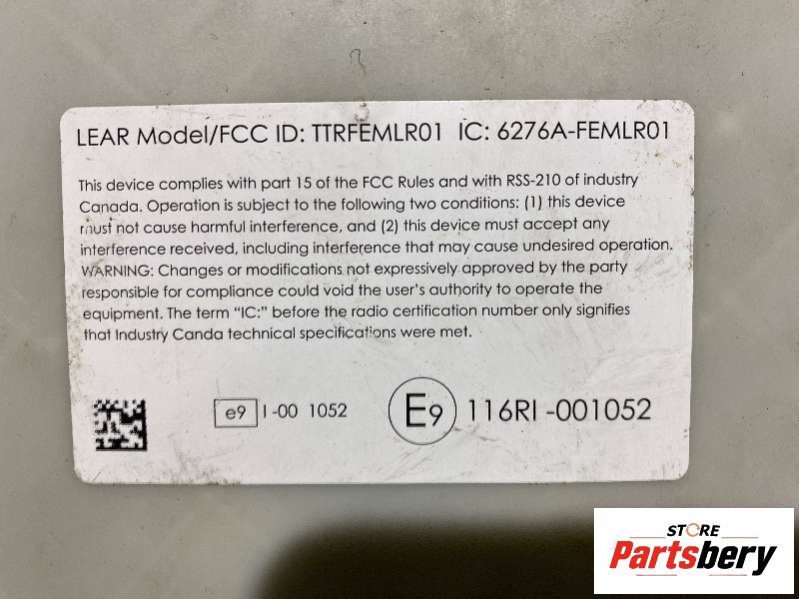 LEAR Model/FCC ID: TTRFEMLR01 IC: 6276A-FEMLR01
This device complies with part 15 of the FCC Rules and with RSS-210 of industry
Canada. Operation is subject to the following two conditions: (1) this device
must not cause harmful interference, and (2) this device must accept any
interference received, including interference that may cause undesired operation.
WARNING: Changes or modifications not expressively approved by the party
responsible for compliance could void the user's authority to operate the
equipment. The term "IC:" before the radio certification number only signifies
that Industry Canda technical specifications were met.
e9 I-00 1052 E9 116RI-001052
STORE
Partsbery